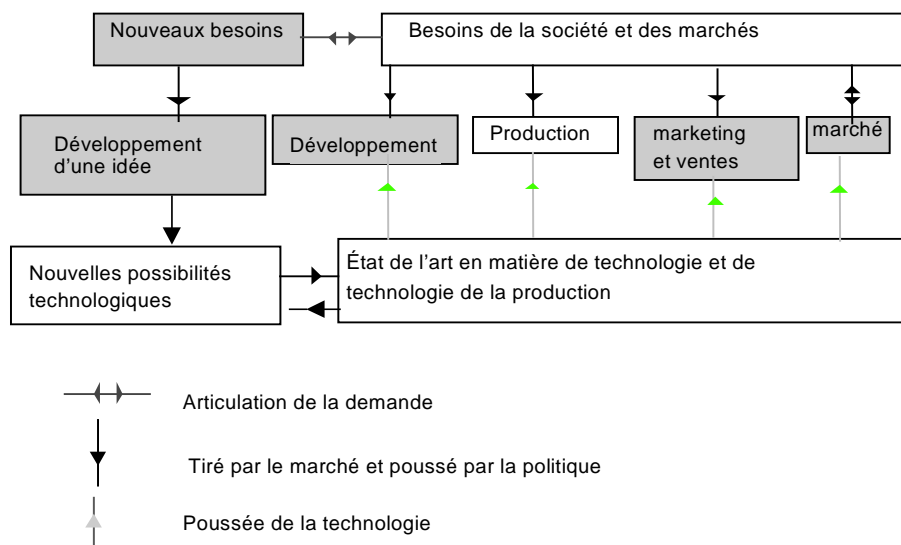 Nouveaux besoins
Besoins de la société et des marchés
Développement
d’une idée
Développement
Production
marketing
et ventes
marché
Nouvelles possibilités
technologiques
État de l’art en matière de technologie et de
technologie de la production
Articulation de la demande
Tiré par le marché et poussé par la politique
Poussée de la technologie